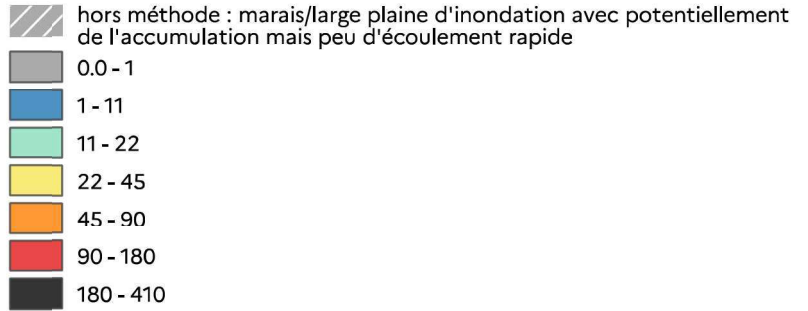 hors méthode : marais/large plaine d'inondation avec potentiellement
de l'accumulation mais peu d'écoulement rapide
0.0 - 1
1 - 11
11 - 22
22 - 45
45 - 90
90 - 180
180 - 410